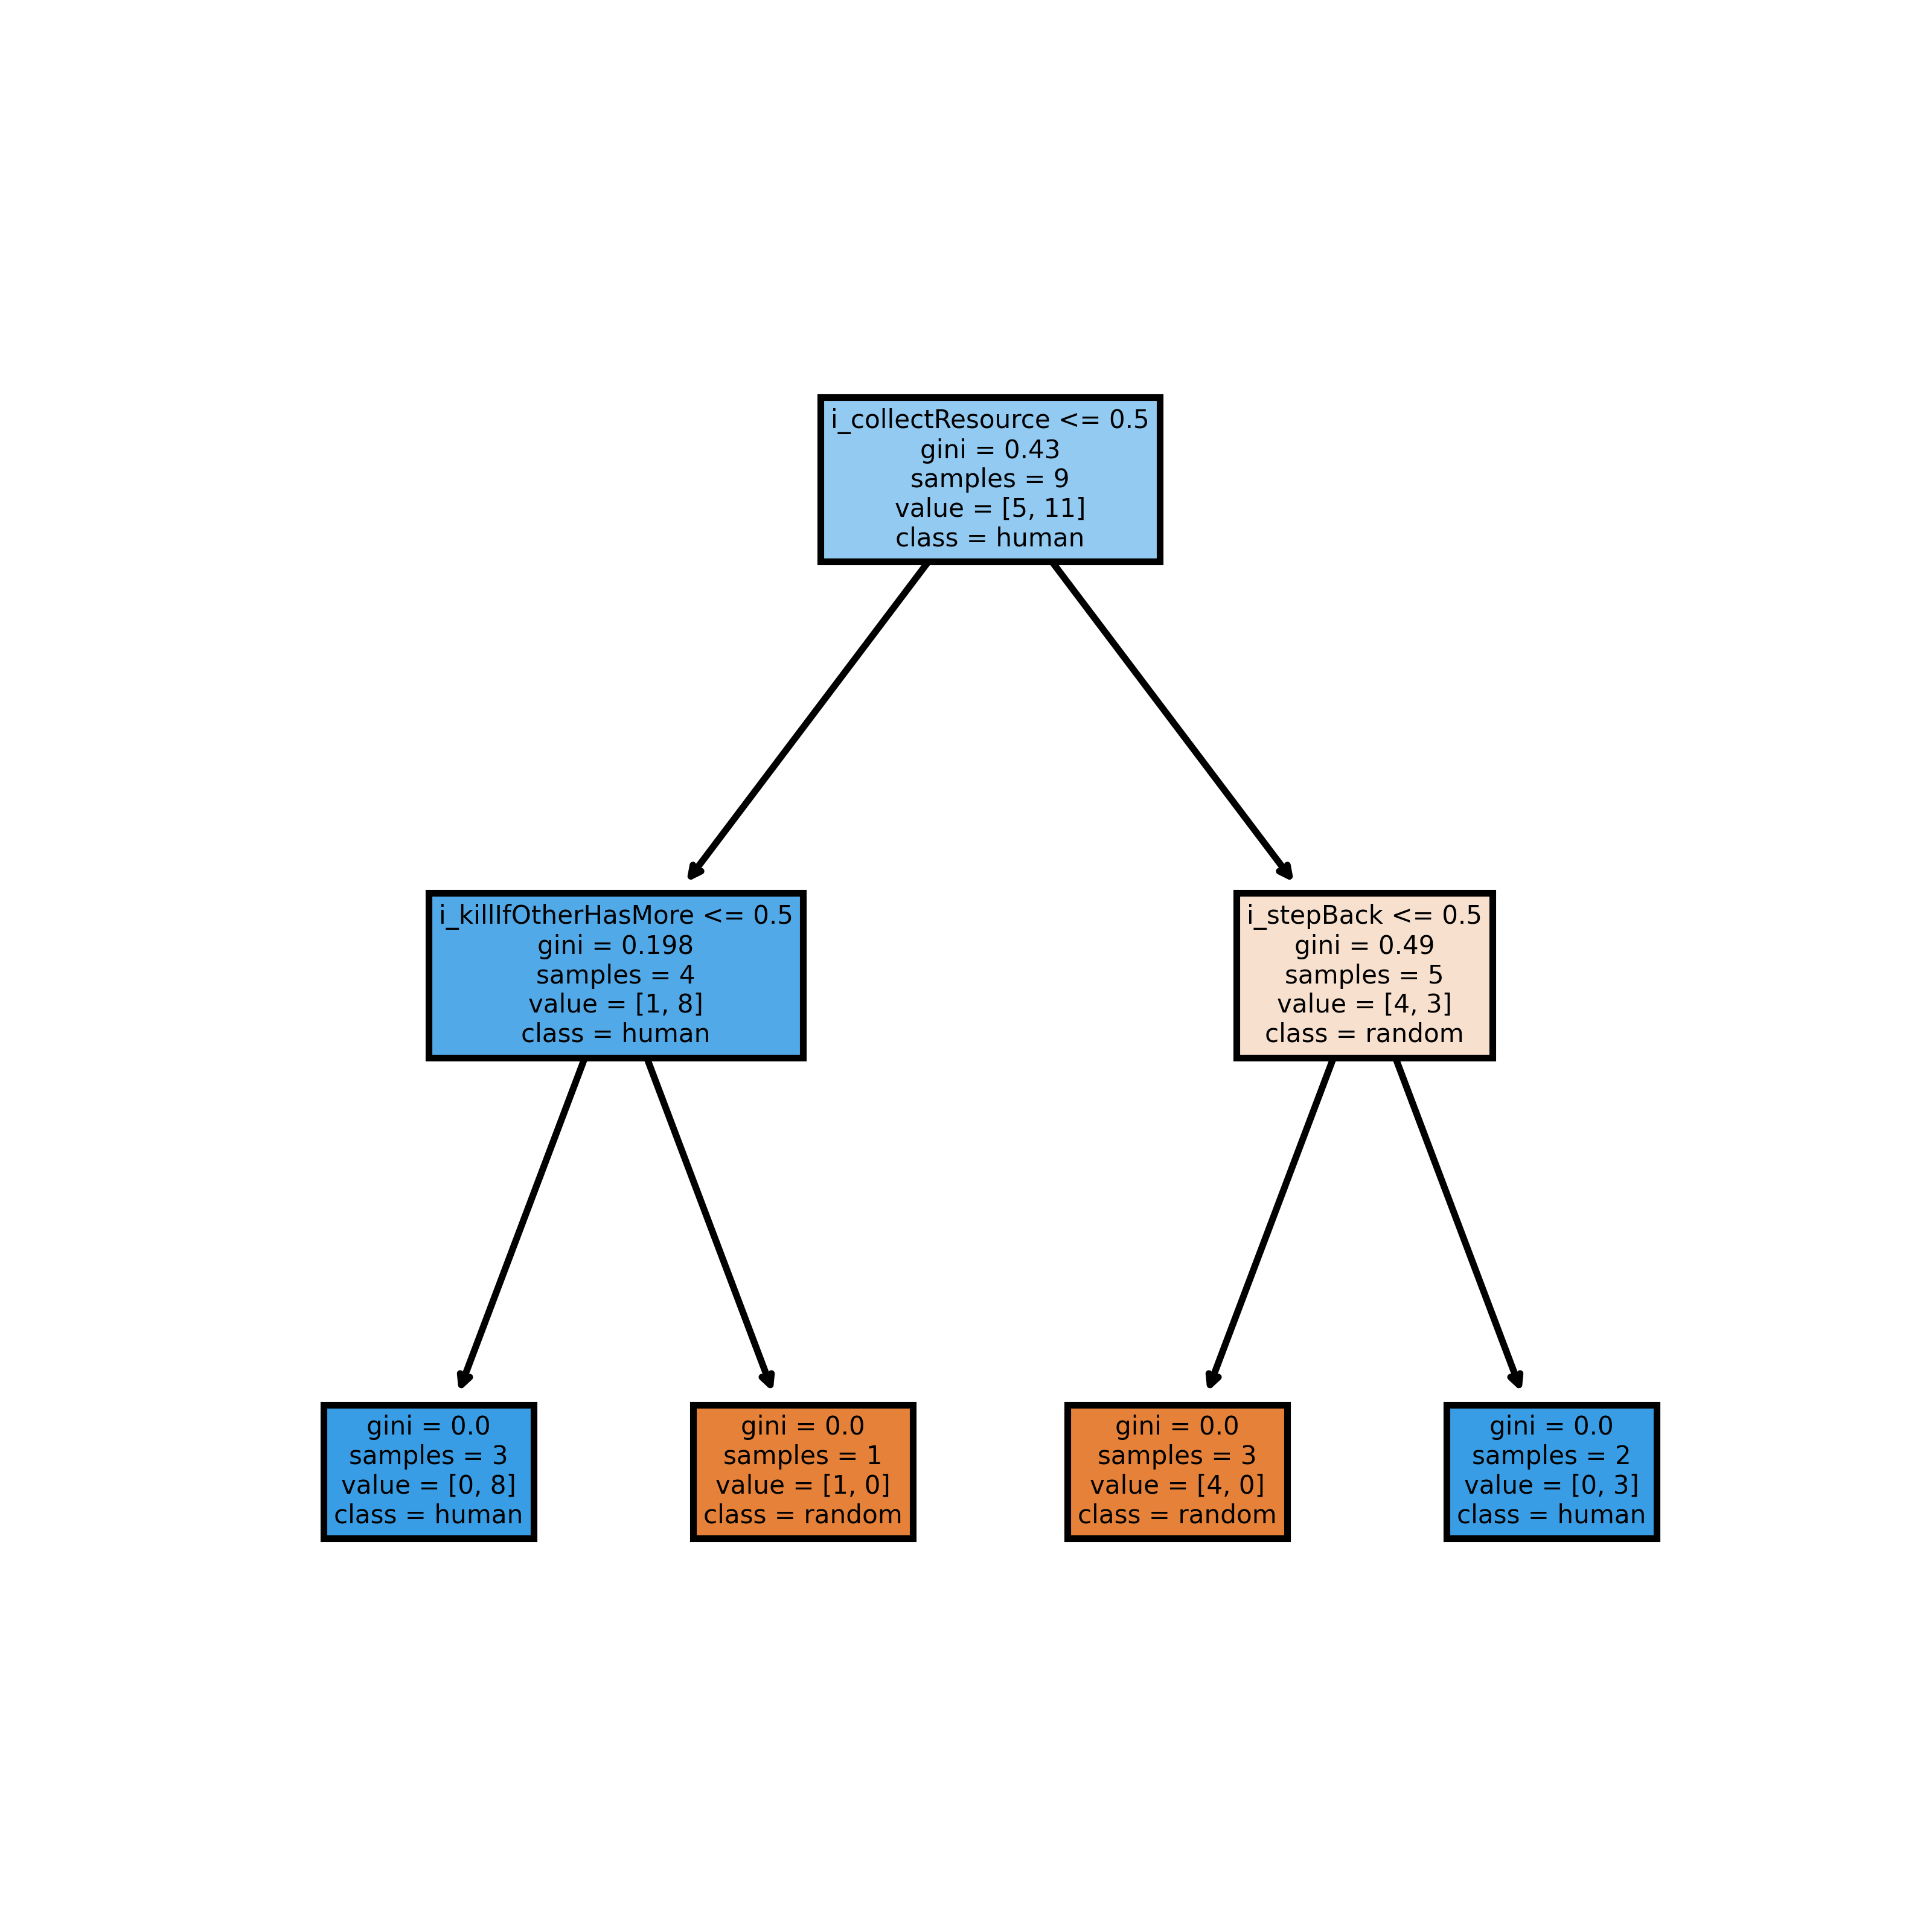 i_collectResource <= 0.5
gini = 0.43
samples = 9
value = [5, 11]
class = human
i_killIfOtherHasMore <= 0.5
gini = 0.198
samples = 4
value = [1, 8]
class = human
i_stepBack <= 0.5
gini = 0.49
samples = 5
value = [4, 3]
class = random
gini = 0.0
samples = 3
value = [0, 8]
class = human
gini = 0.0
samples = 1
value = [1, 0]
class = random
gini = 0.0
samples = 3
value = [4, 0]
class = random
gini = 0.0
samples = 2
value = [0, 3]
class = human